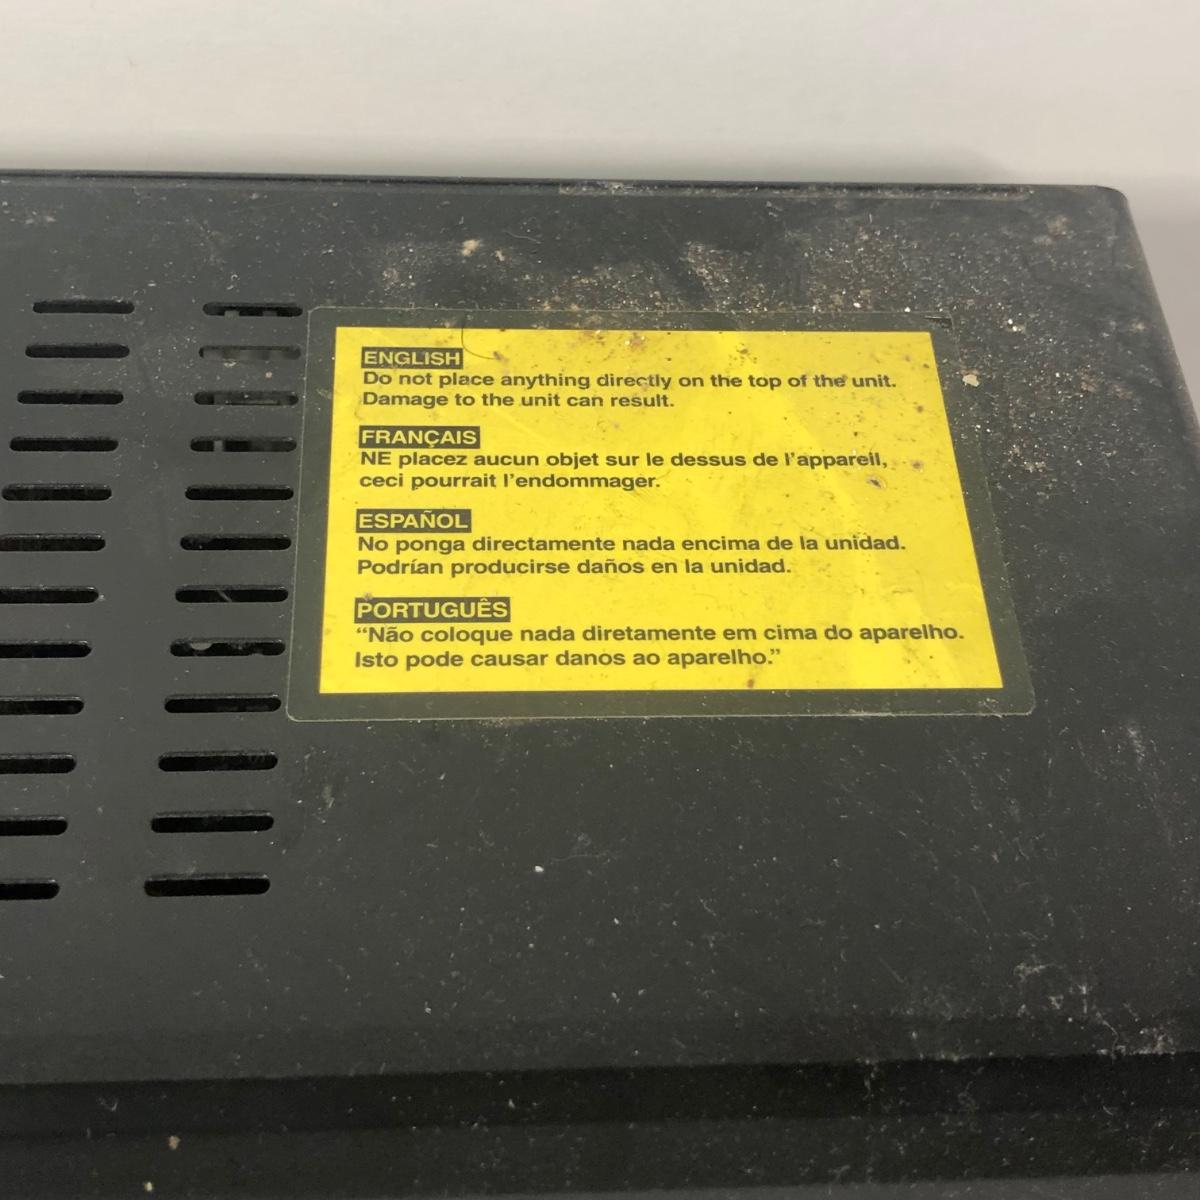 ENGLISH
Do not place anything directly on the top of the unit.
Damage to the unit can result.
FRANÇAIS
NE placez aucun objet sur le dessus de l'appareil,
ceci pourrait l'endommager.
ESPAÑOL
No ponga directamente nada encima de la unidad.
Podrían producirse daños en la unidad.
PORTUGUÊS
“Não coloque nada diretamente em cima do aparelho.
Isto pode causar danos ao aparelho.”